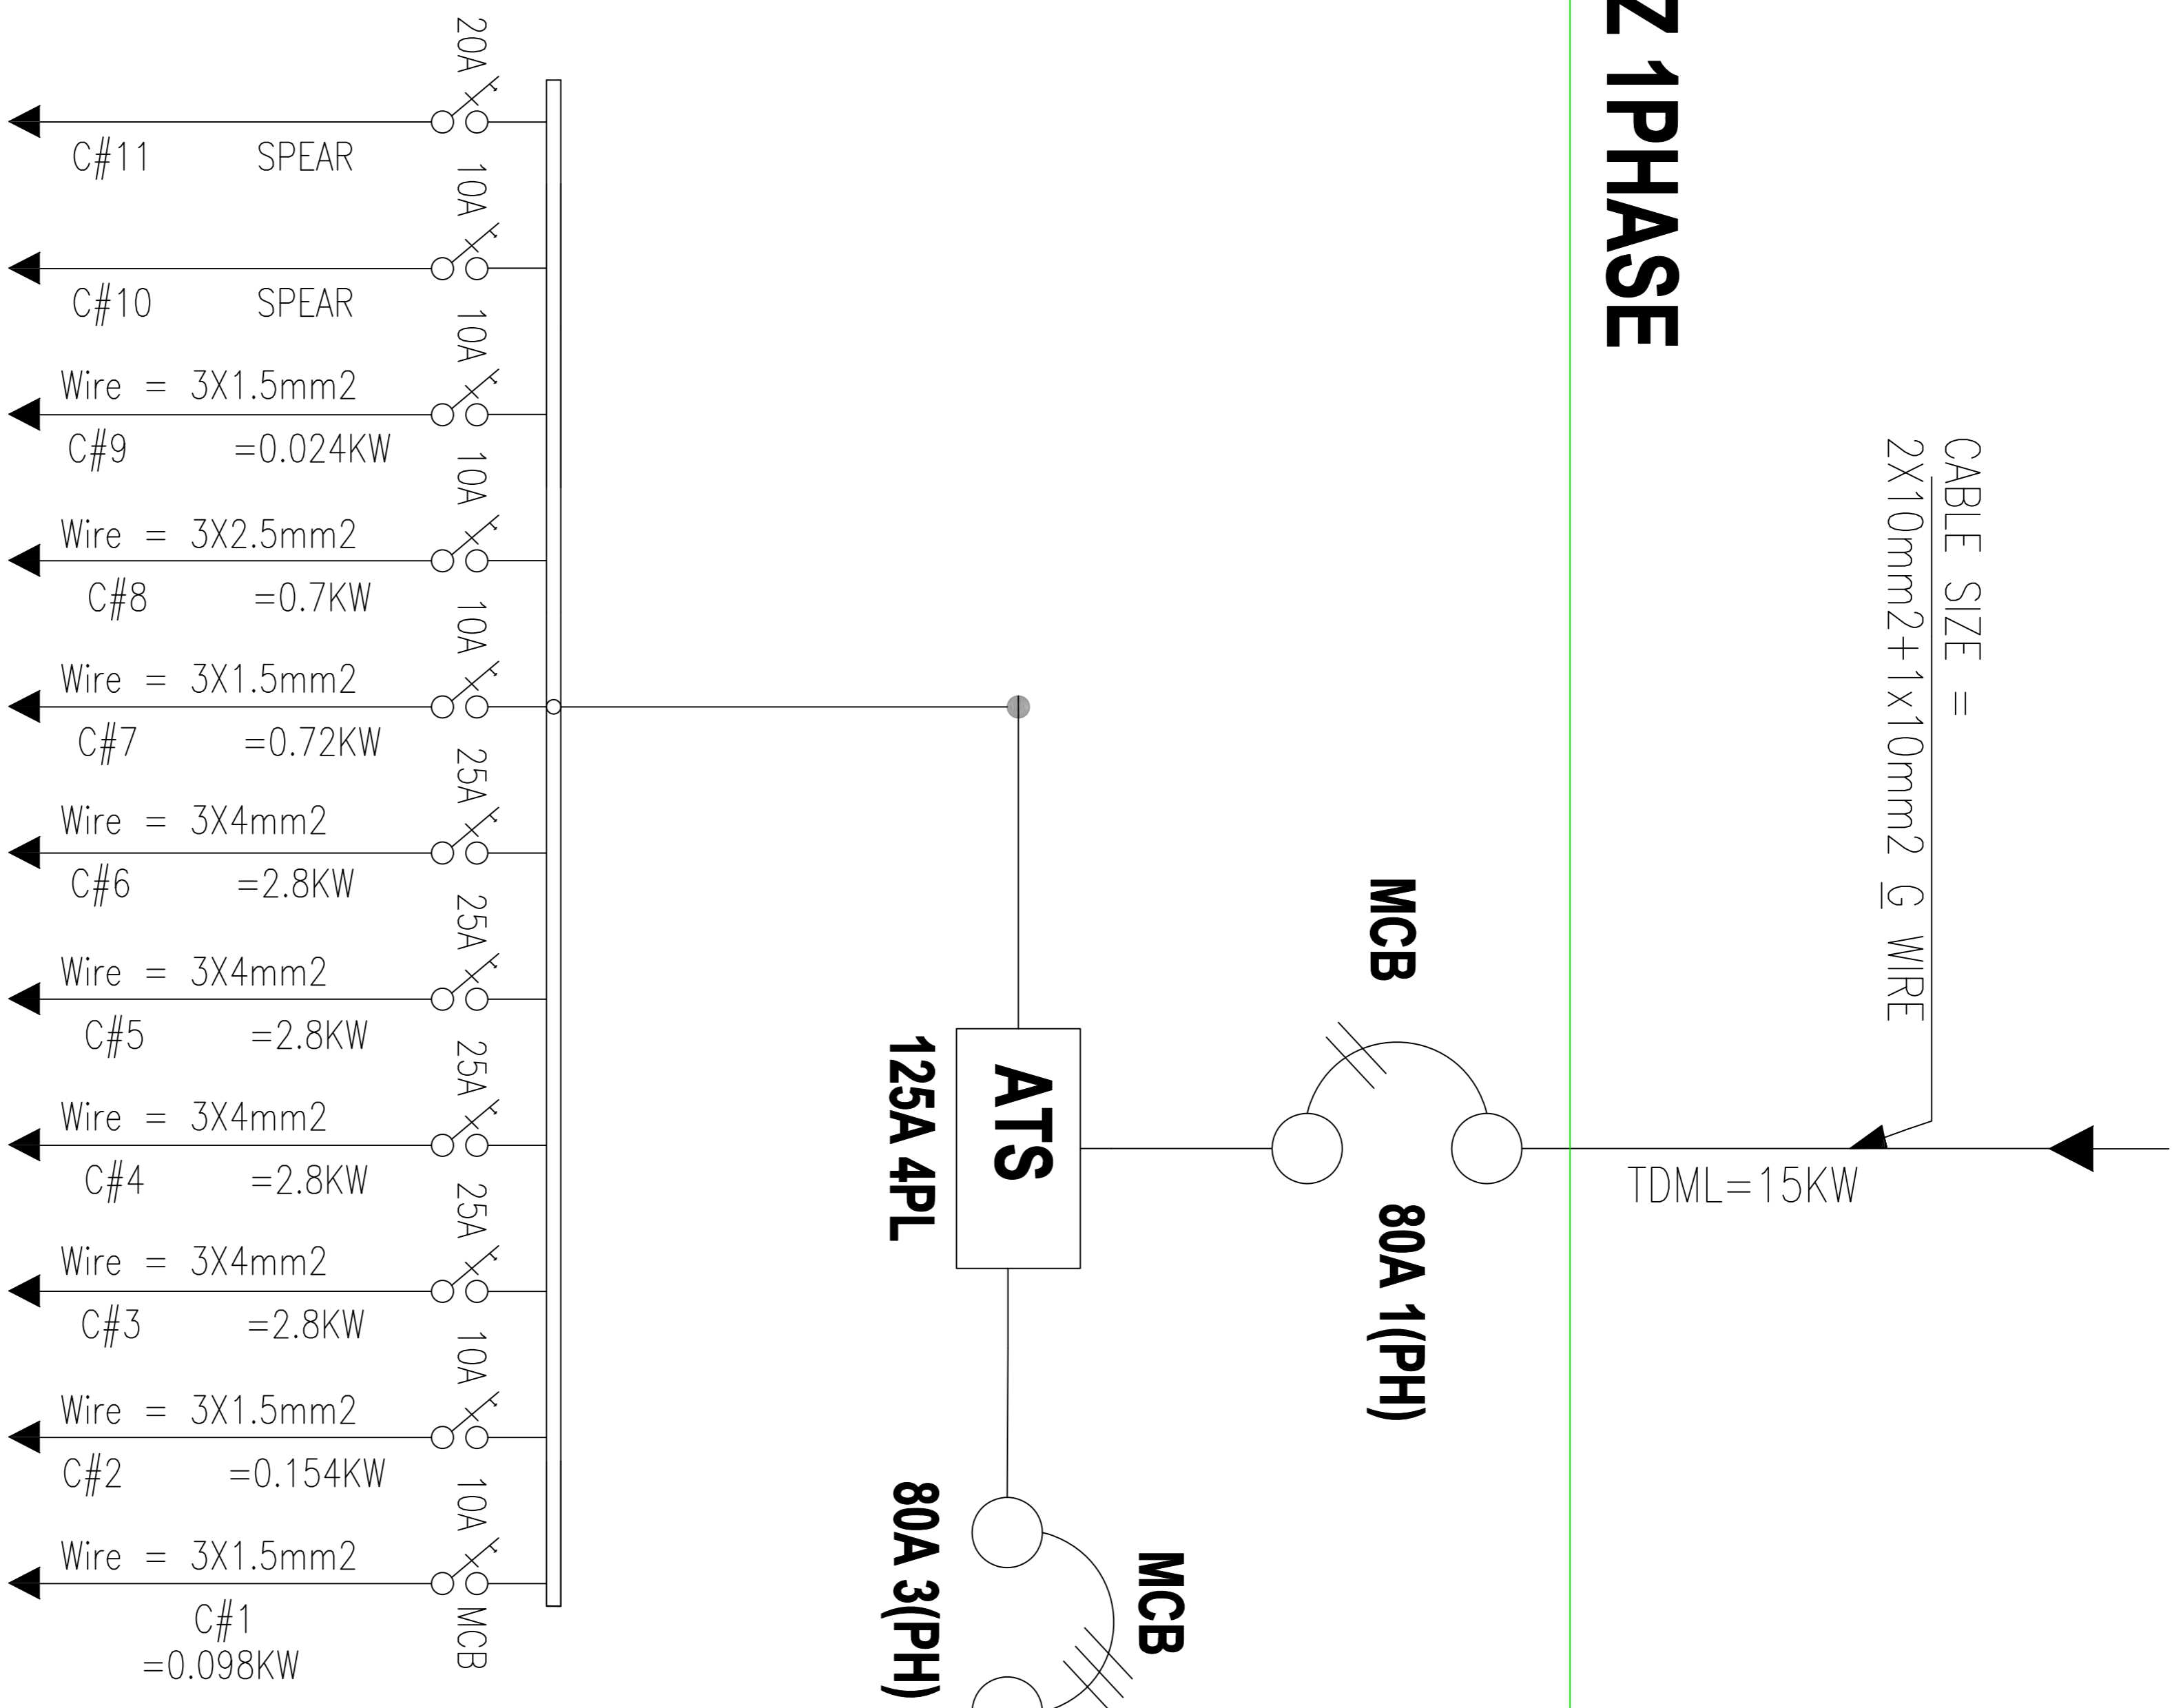 Z 1PHASE
CABLE SIZE =
2X10mm2+1x10mm2 G WIRE
TDML=15KW
MCB
80A 1(PH)
ATS
125A 4PL
MCB
80A 3(PH)
20A
C#11 SPEAR
10A
C#10 SPEAR
10A
Wire = 3X1.5mm2
C#9 =0.024KW
10A
Wire = 3X2.5mm2
C#8 =0.7KW
10A
Wire = 3X1.5mm2
C#7 =0.72KW
25A
Wire = 3X4mm2
C#6 =2.8KW
25A
Wire = 3X4mm2
C#5 =2.8KW
25A
Wire = 3X4mm2
C#4 =2.8KW
25A
Wire = 3X4mm2
C#3 =2.8KW
10A
Wire = 3X1.5mm2
C#2 =0.154KW
10A
Wire = 3X1.5mm2
C#1
=0.098KW
MCB